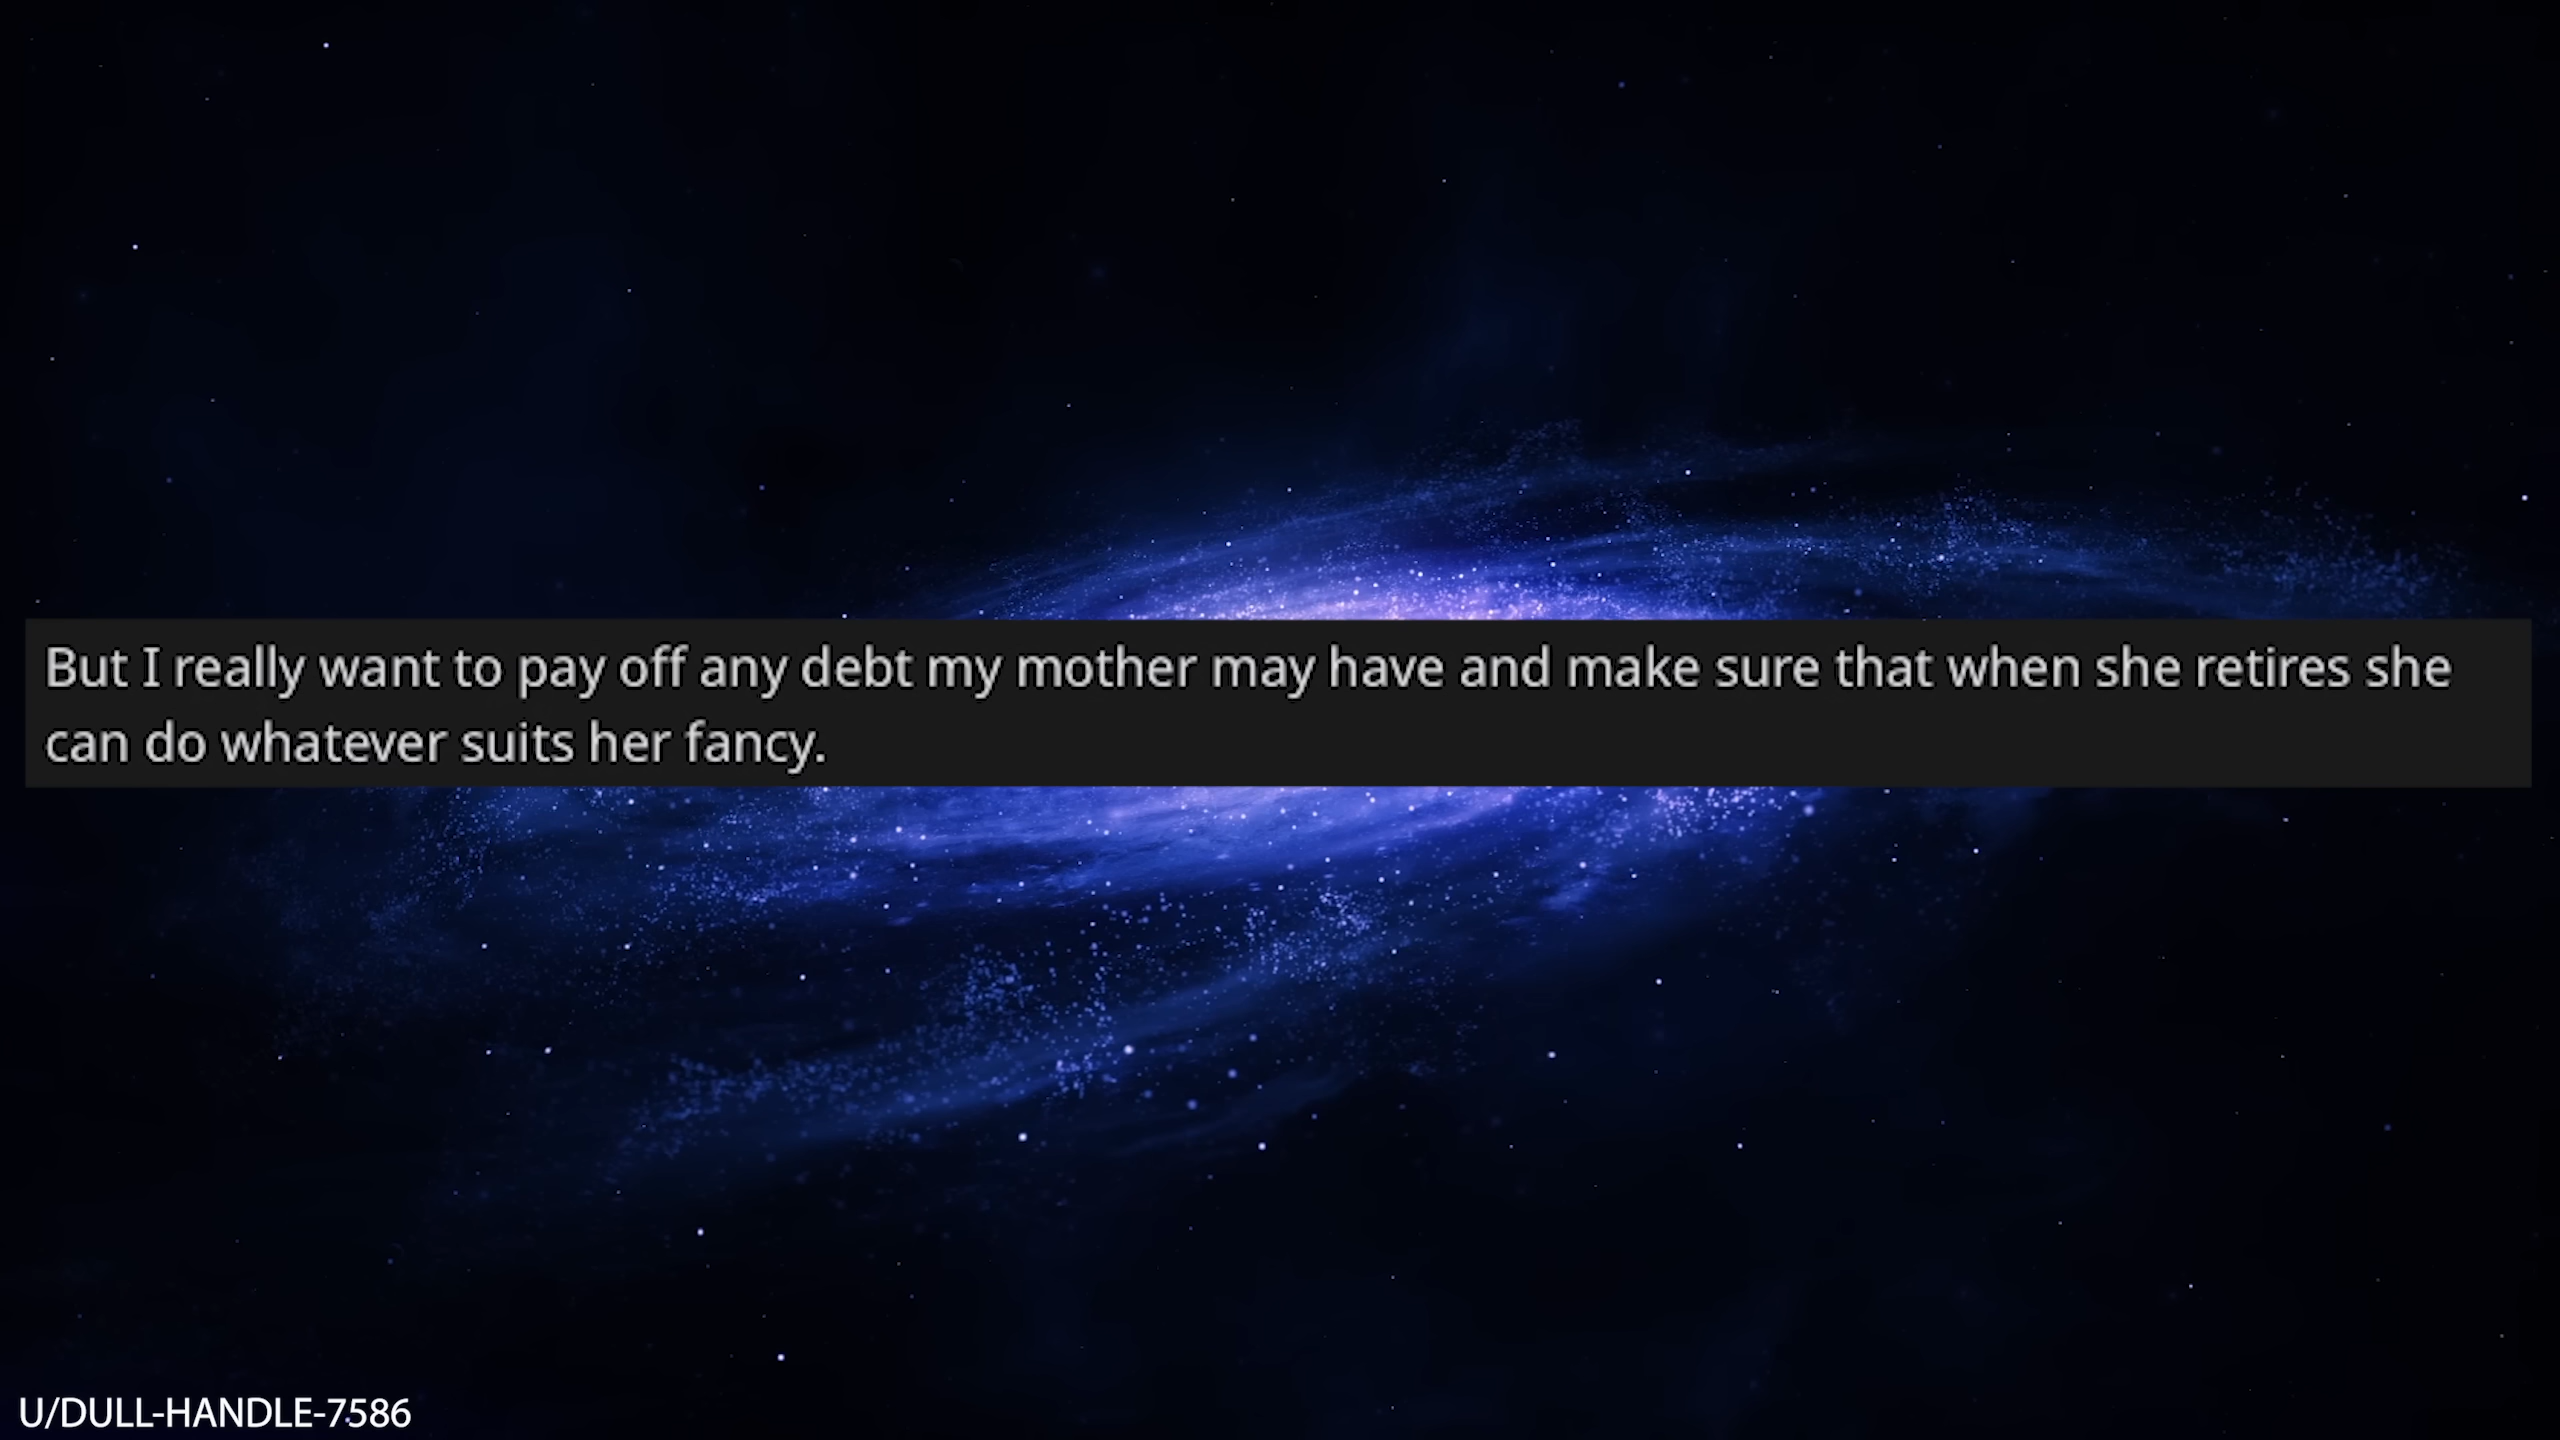 But I really want to pay off any debt my mother may have and make sure that when she retires she
can do whatever suits her fancy.
U/DULL-HANDLE-7586